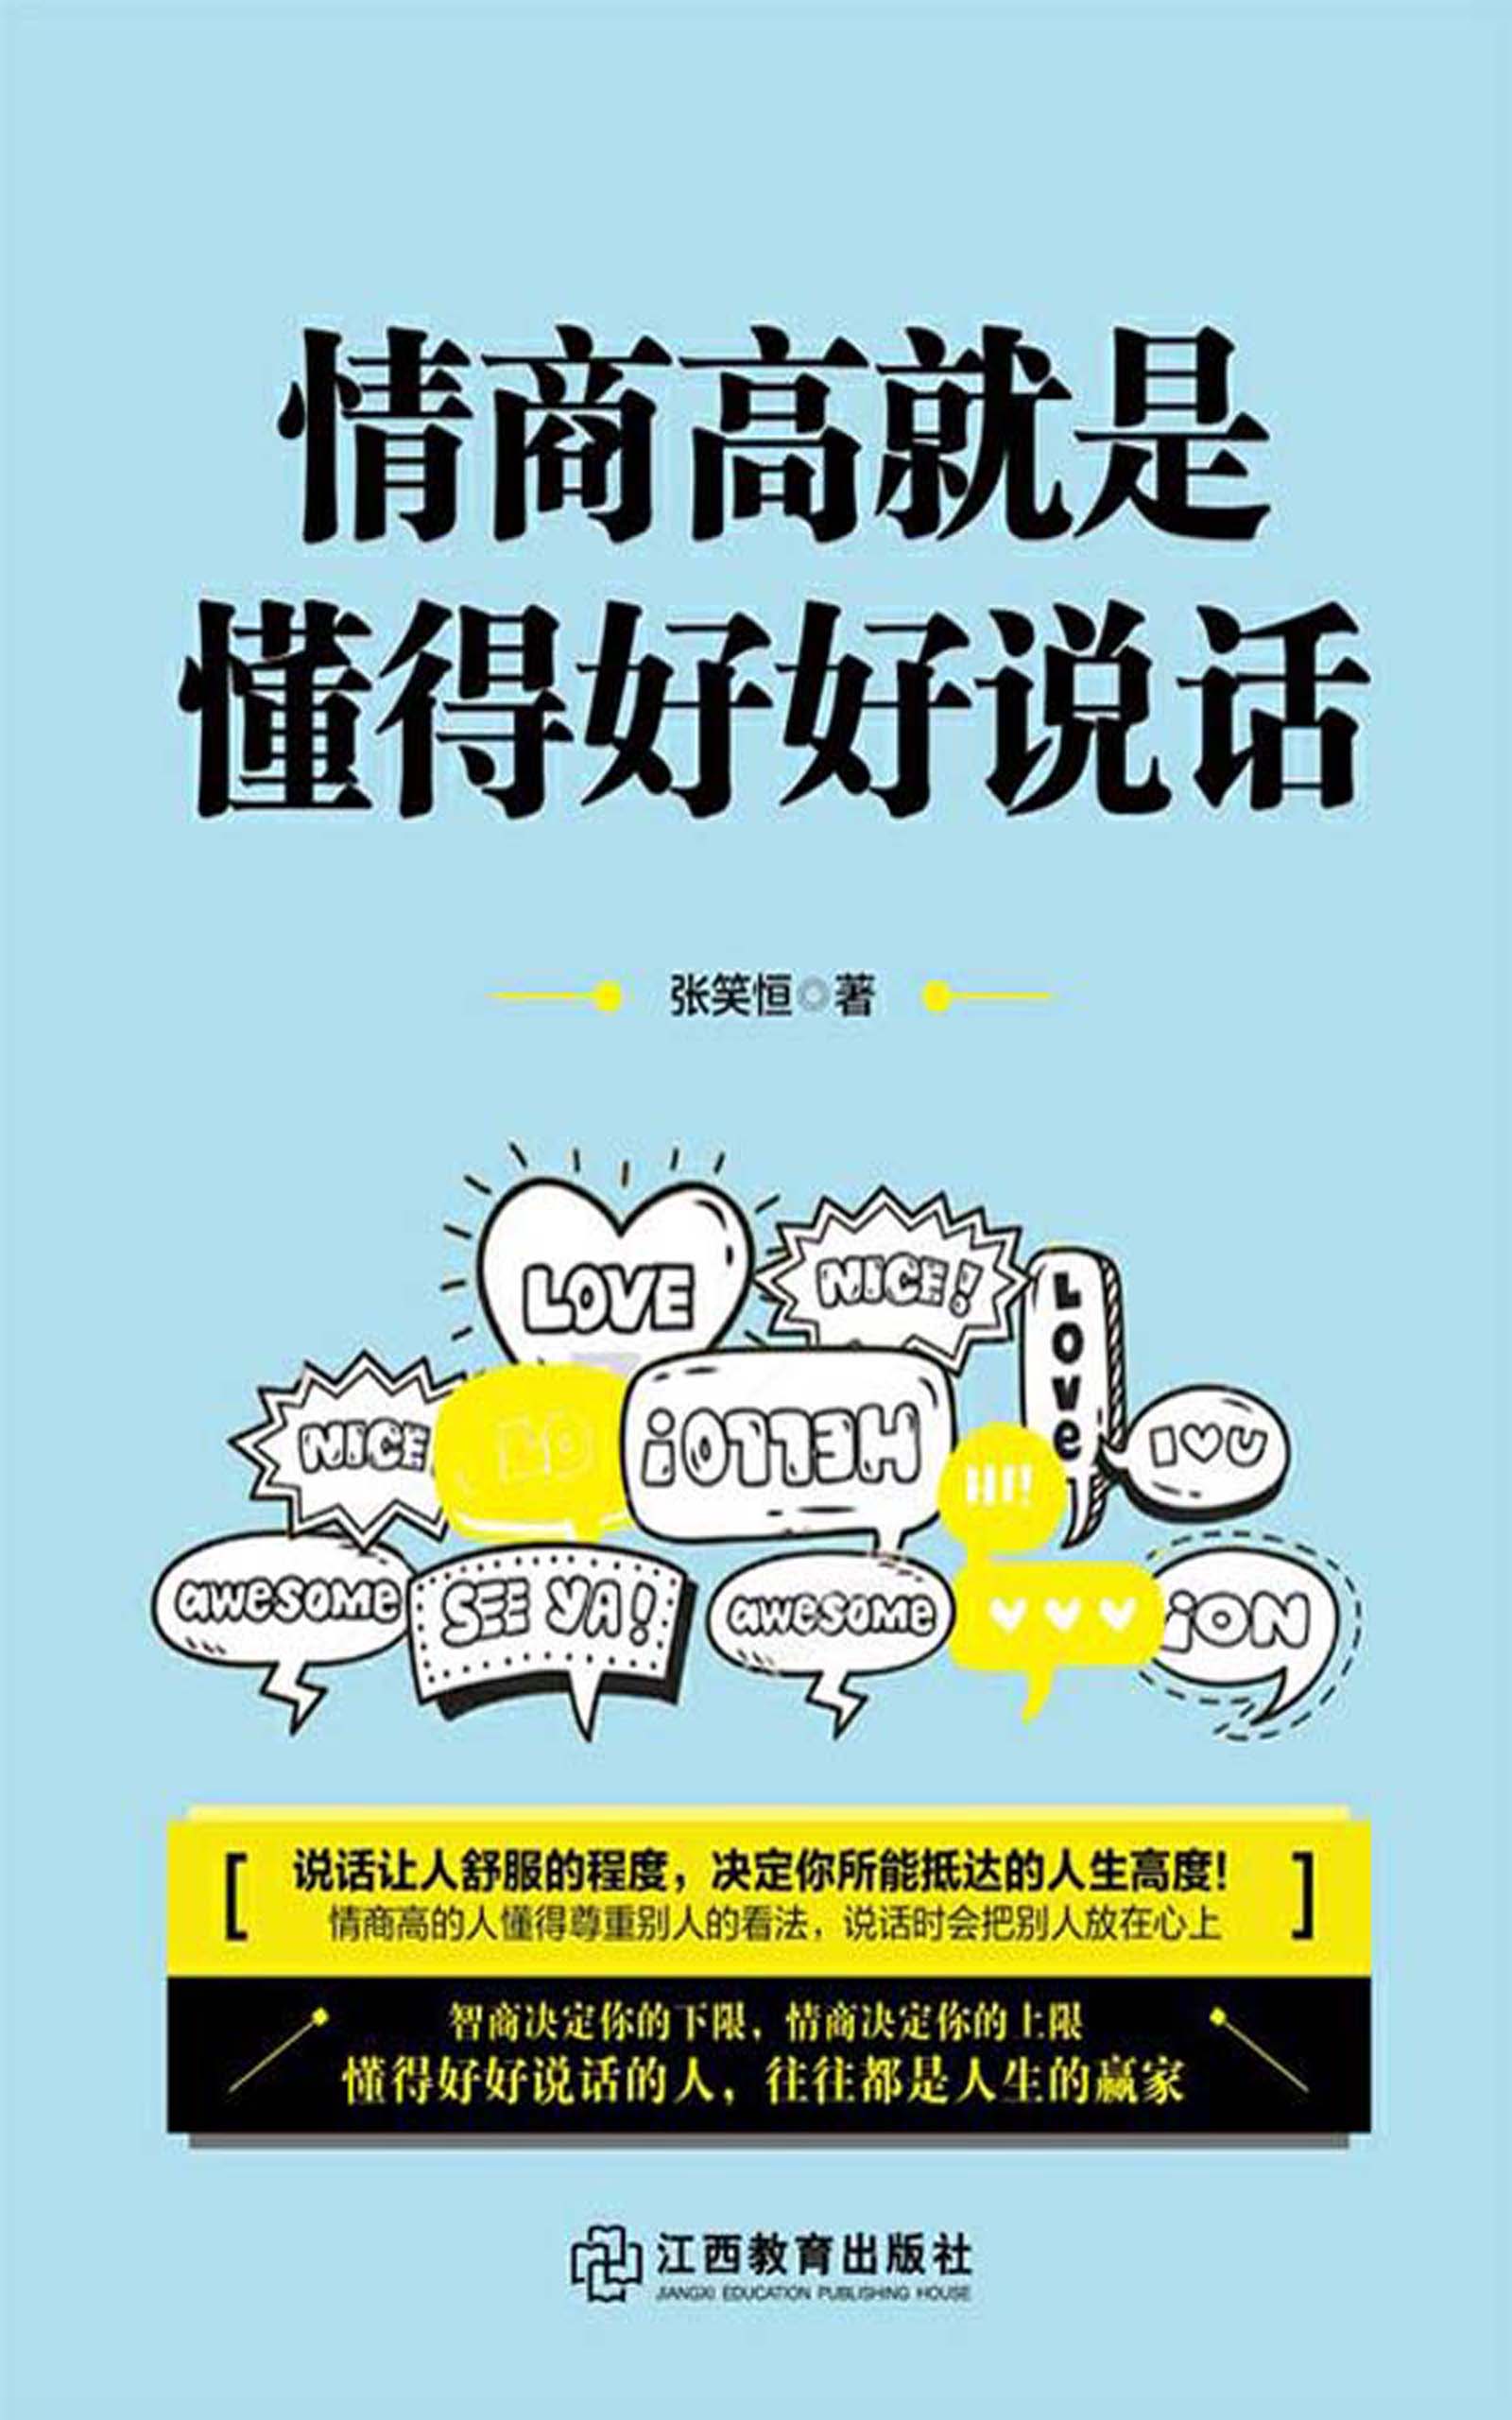 情商高就是
懂得好好说话
张笑恒◎著
LOVE
NICE!
LOVe
NICE
HELLO!
HI!
I♥U
awesome
SEE YA!
awesome
♥♥♥
NO!
[ 说话让人舒服的程度，决定你所能抵达的人生高度!
情商高的人懂得尊重别人的看法，说话时会把别人放在心上 ]
智商决定你的下限，情商决定你的上限
懂得好好说话的人，往往都是人生的赢家
江西教育出版社
JIANGXI EDUCATION PUBLISHING HOUSE